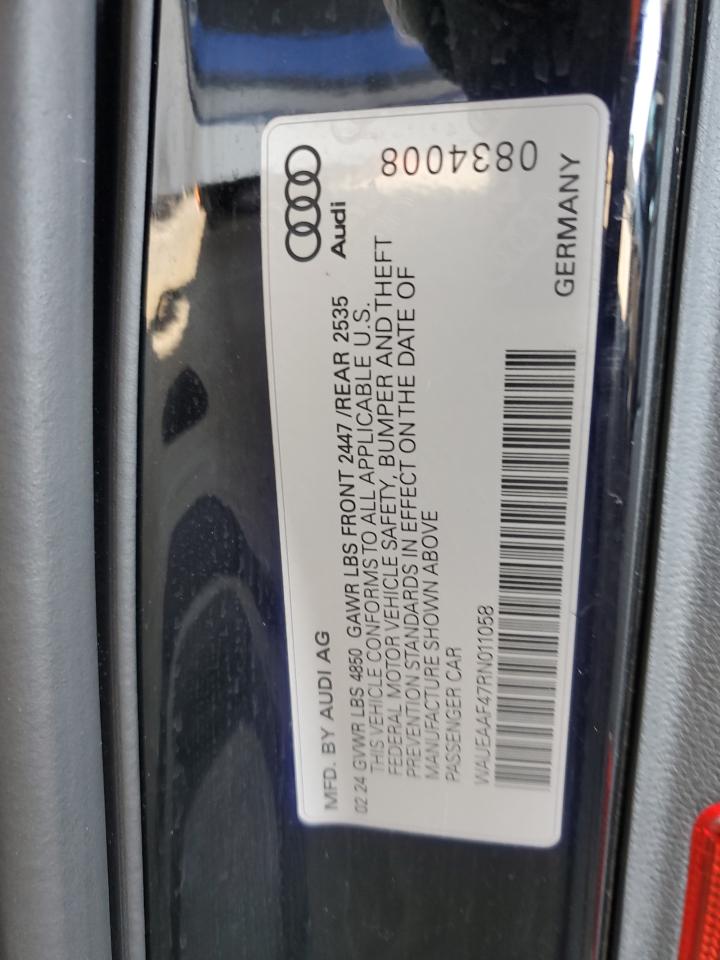 MFD. BY AUDI AG
Audi
02.24 GVWR LBS 4850 GAWR LBS FRONT 2447 /REAR 2535
THIS VEHICLE CONFORMS TO ALL APPLICABLE U.S.
FEDERAL MOTOR VEHICLE SAFETY, BUMPER AND THEFT
PREVENTION STANDARDS IN EFFECT ON THE DATE OF
MANUFACTURE SHOWN ABOVE
PASSENGER CAR
0834008
WAUEAAF47RN011058
GERMANY